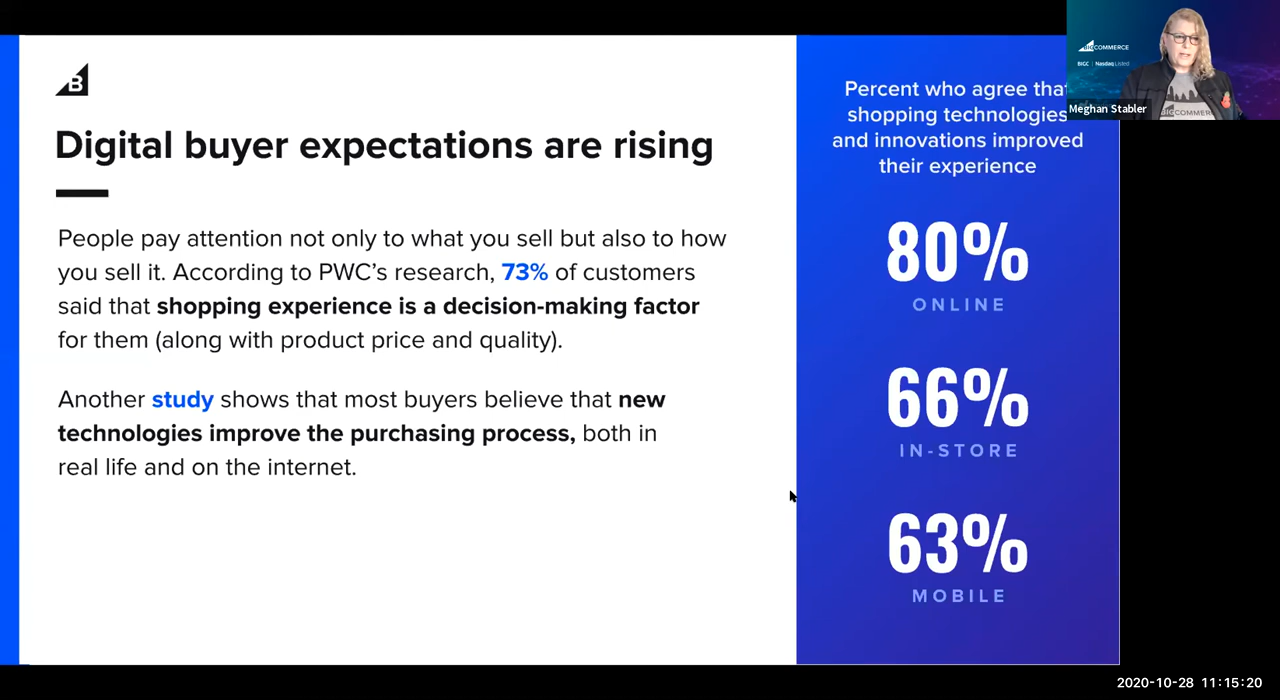 B
Digital buyer expectations are rising
People pay attention not only to what you sell but also to how
you sell it. According to PWC's research, 73% of customers
said that shopping experience is a decision-making factor
for them (along with product price and quality).
Another study shows that most buyers believe that new
technologies improve the purchasing process, both in
real life and on the internet.
Percent who agree that
shopping technologies
and innovations improved
their experience
80%
ONLINE
66%
IN-STORE
63%
MOBILE
BIGCOMMERCE
BIGC | Nasdaq Listed
BIGCOMMERC
Meghan Stabler
2020-10-28 11:15:20